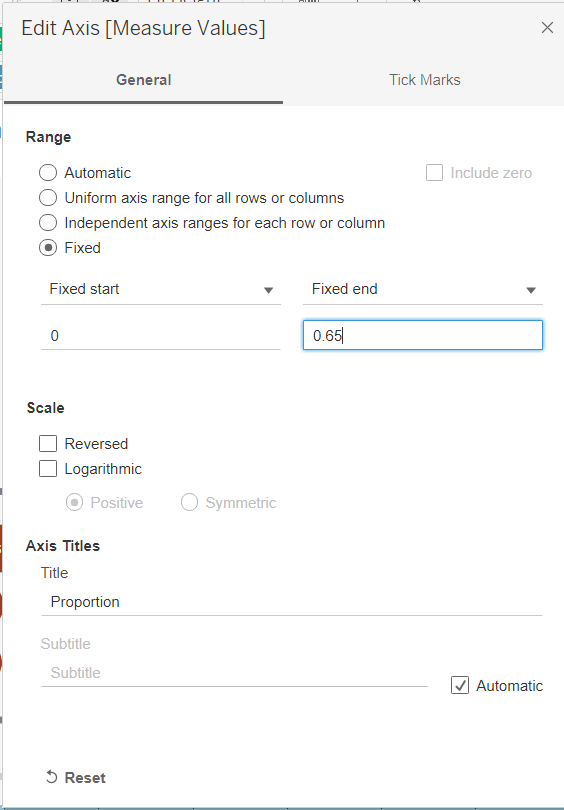 Edit Axis [Measure Values]
General Tick Marks
Range
Automatic Include zero
Uniform axis range for all rows or columns
Independent axis ranges for each row or column
Fixed
Fixed start Fixed end
0 0.65
Scale
Reversed
Logarithmic
Positive Symmetric
Axis Titles
Title
Proportion
Subtitle
Subtitle
Automatic
Reset